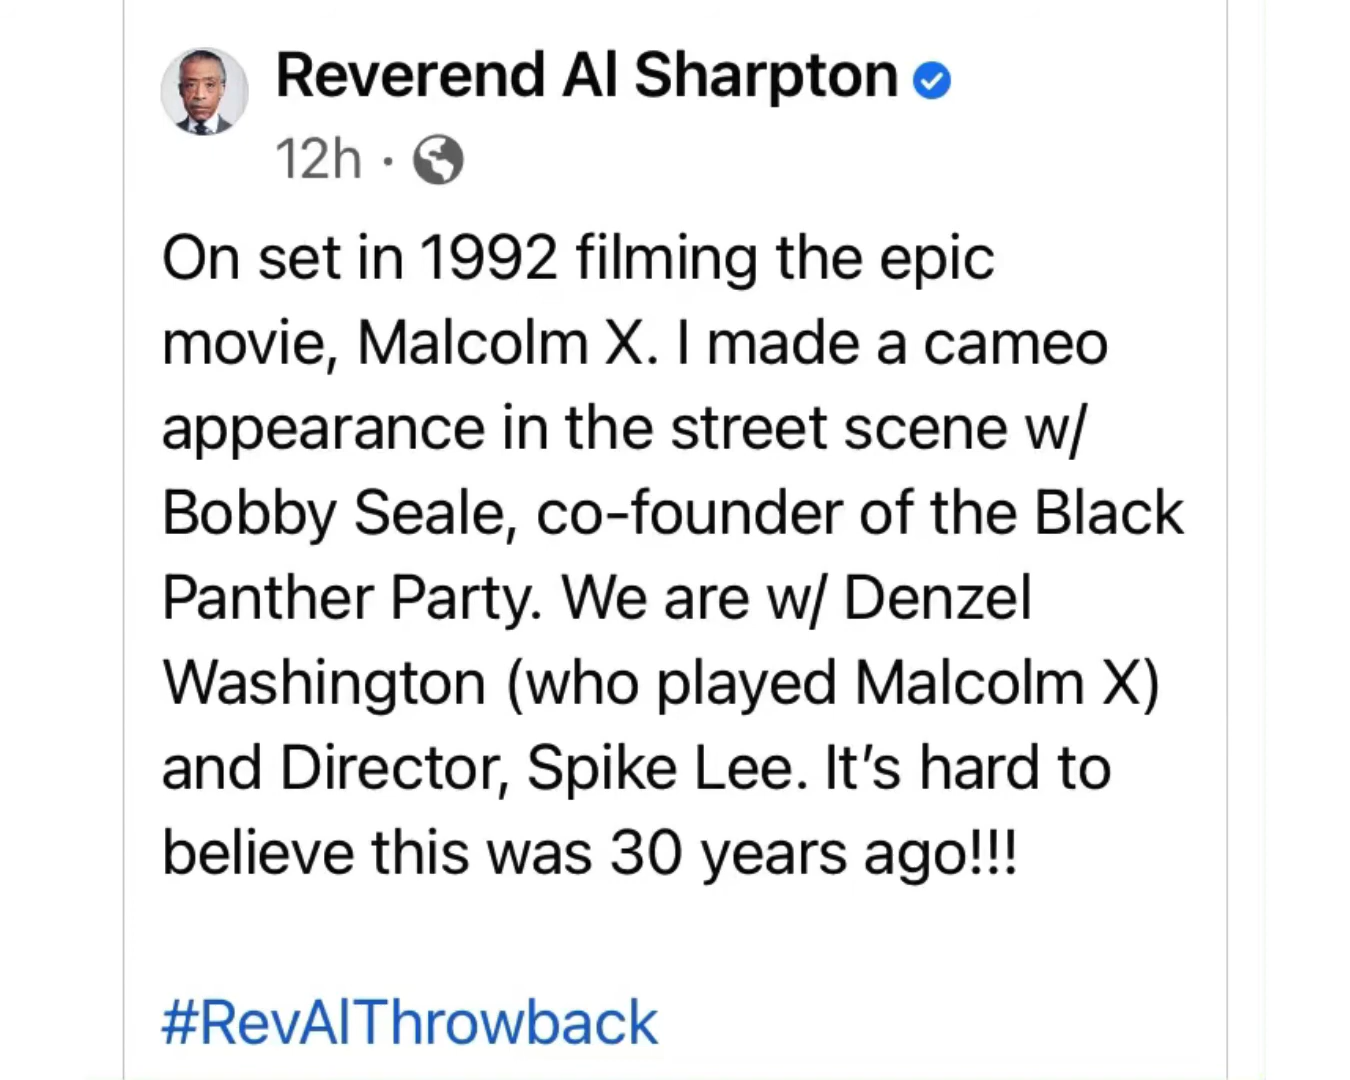 Reverend Al Sharpton
12h ·
On set in 1992 filming the epic
movie, Malcolm X. I made a cameo
appearance in the street scene w/
Bobby Seale, co-founder of the Black
Panther Party. We are w/ Denzel
Washington (who played Malcolm X)
and Director, Spike Lee. It’s hard to
believe this was 30 years ago!!!
#RevAlThrowback